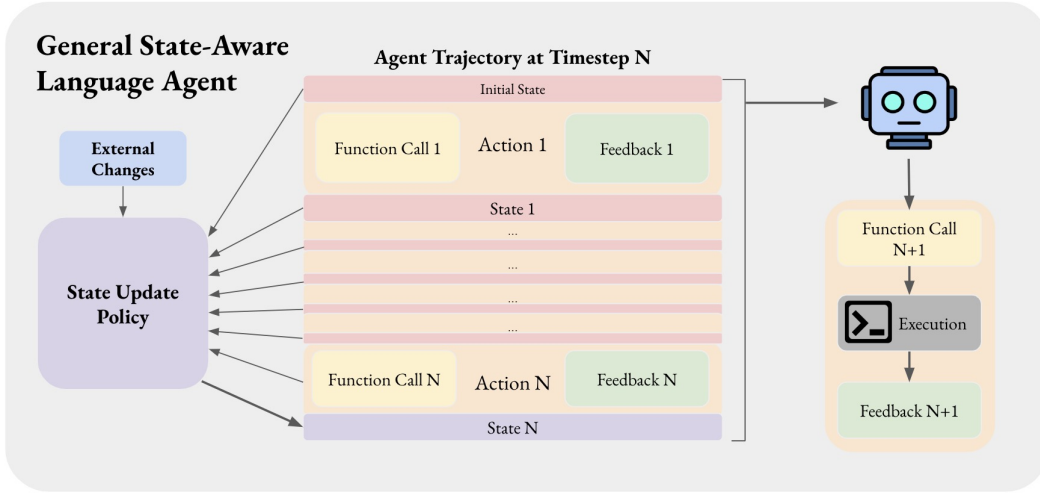 General State-Aware
Language Agent
Agent Trajectory at Timestep N
Initial State
Function Call 1
Action 1
Feedback 1
External
Changes
State 1
...
...
...
...
State Update
Policy
Function Call N
Action N
Feedback N
State N
Function Call
N+1
Execution
Feedback N+1